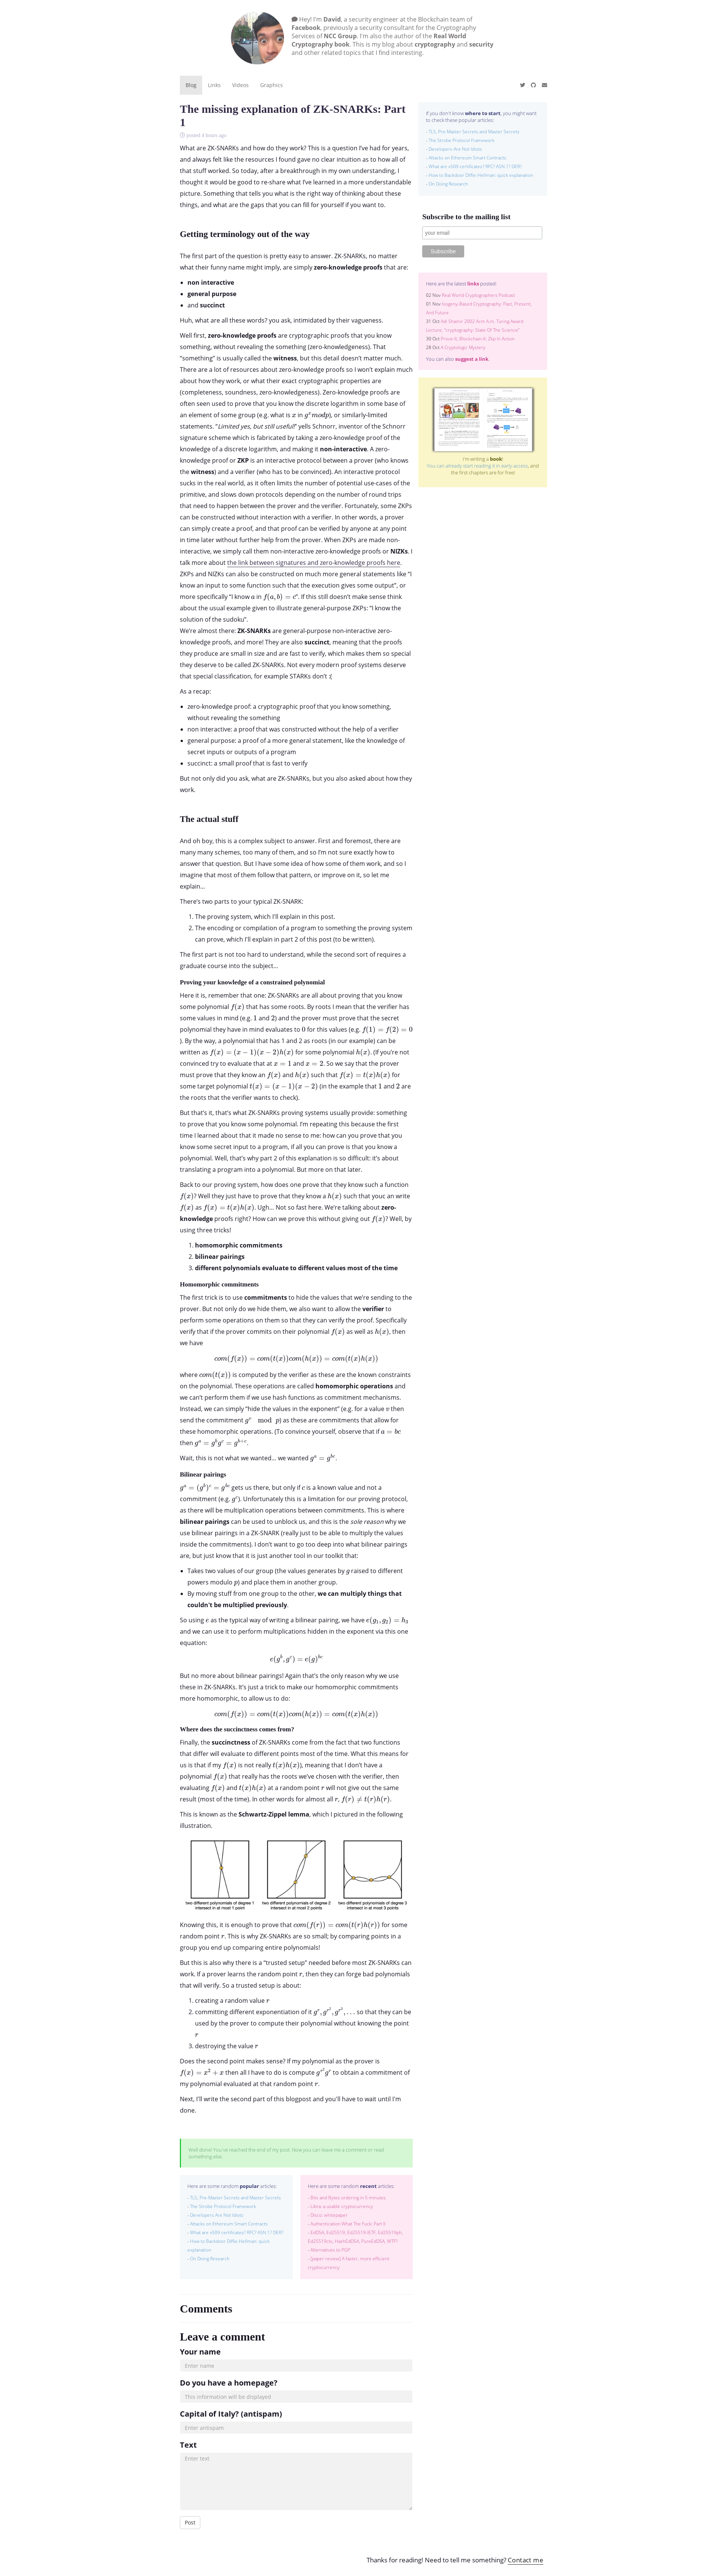 Hey! I'm David, a security engineer at the Blockchain team of
Facebook, previously a security consultant for the Cryptography
Services of NCC Group. I'm also the author of the Real World
Cryptography book. This is my blog about cryptography and security
and other related topics that I find interesting.
Blog Links Videos Graphics
The missing explanation of ZK-SNARKs: Part
1
What are ZK-SNARKs and how do they work? This is a question I've had for years,
and always felt like the resources I had found gave me no clear intuition as to how all of
that stuff worked. So today, after a breakthrough in my own understanding, I
thought it would be good to re-share what I've learned in a more understandable
picture. Something that tells you what is the right way of thinking about these
things, and what are the gaps that you can fill for yourself if you want to.
Getting terminology out of the way
The first part of the question is pretty easy to answer. ZK-SNARKs, no matter
what their funny name might imply, are simply zero-knowledge proofs that are:
• non interactive
• general purpose
• and succinct
Huh, what are all these words? you ask, intimidated by their vagueness.
Well first, zero-knowledge proofs are cryptographic proofs that you know
something, without revealing the something (zero-knowledgeness). That
"something" is usually called the witness, but this detail doesn't matter much.
There are a lot of resources about zero-knowledge proofs so I won't explain much
about how they work, or what their exact cryptographic properties are
(completeness, soundness, zero-knowledgeness). Zero-knowledge proofs are
often seen used to prove that you know the discrete logarithm in some base of
an element of some group (e.g. what is x in g^x mod p), or similarly-limited
statements. "Limited yes, but still useful!" yells Schnorr, inventor of the Schnorr
signature scheme which is fabricated by taking a zero-knowledge proof of the
knowledge of a discrete logarithm, and making it non-interactive. A zero-
knowledge proof or ZKP is an interactive protocol between a prover (who knows
the witness) and a verifier (who has to be convinced). An interactive protocol
sucks in the real world, as it often limits the number of potential use-cases of the
primitive, and slows down protocols depending on the number of round trips
that need to happen between the prover and the verifier. Fortunately, some ZKPs
can be constructed without interaction with a verifier. In other words, a prover
can simply create a proof, and that proof can be verified by anyone at any point
in time later without further help from the prover. When ZKPs are made non-
interactive, we simply call them non-interactive zero-knowledge proofs or NIZKs. I
talk more about the link between signatures and zero-knowledge proofs here.
ZKPs and NIZKs can also be constructed on much more general statements like "I
know an input to some function such that the execution gives some output", or
more specifically "I know a in f(a, b) = c". If this still doesn't make sense think
about the usual example given to illustrate general-purpose ZKPs: "I know the
solution of the sudoku".
We're almost there: ZK-SNARKs are general-purpose non-interactive zero-
knowledge proofs, and more! They are also succinct, meaning that the proofs
they produce are small in size and are fast to verify, which makes them so special
they deserve to be called ZK-SNARKs. Not every modern proof systems deserve
that special classification, for example STARKs don't :(
As a recap:
• zero-knowledge proof: a cryptographic proof that you know something,
without revealing the something
• non interactive: a proof that was constructed without the help of a verifier
• general purpose: a proof of a more general statement, like the knowledge of
secret inputs or outputs of a program
• succinct: a small proof that is fast to verify
But not only did you ask, what are ZK-SNARKs, but you also asked about how they
work.
The actual stuff
And oh boy, this is a complex subject to answer. First and foremost, there are
many many schemes, too many of them, and so I'm not sure exactly how to
answer that question. But I have some idea of how some of them work, and so I
imagine that most of them follow that pattern, or improve on it, so let me
explain...
There's two parts to your typical ZK-SNARK:
1. The proving system, which I'll explain in this post.
2. The encoding or compilation of a program to something the proving system
can prove, which I'll explain in part 2 of this post (to be written).
The first part is not too hard to understand, while the second sort of requires a
graduate course into the subject...
Proving your knowledge of a constrained polynomial
Here it is, remember that one: ZK-SNARKs are all about proving that you know
some polynomial f(x) that has some roots. By roots I mean that the verifier has
some values in mind (e.g. 1 and 2) and the prover must prove that the secret
polynomial they have in mind evaluates to 0 for this values (e.g. f(1) = f(2) = 0
). By the way, a polynomial that has 1 and 2 as roots (in our example) can be
written as f(x) = (x − 1)(x − 2)h(x) for some polynomial h(x). (If you're not
convinced try to evaluate that at x = 1 and x = 2. So we say that the prover
must prove that they know an f(x) and h(x) such that f(x) = t(x)h(x) for
some target polynomial t(x) = (x − 1)(x − 2) (in the example that 1 and 2 are
the roots that the verifier wants to check).
But that's it, that's what ZK-SNARKs proving systems usually provide: something
to prove that you know some polynomial. I'm repeating this because the first
time I learned about that it made no sense to me: how can you prove that you
know some secret input to a program, if all you can prove is that you know a
polynomial. Well, that's why part 2 of this explanation is so difficult: it's about
translating a program into a polynomial. But more on that later.
Back to our proving system, how does one prove that they know such a function
f(x)? Well they just have to prove that they know a h(x) such that youc an write
f(x) as f(x) = t(x)h(x). Ugh... Not so fast here. We're talking about zero-
knowledge proofs right? How can we prove this without giving out f(x)? Well, by
using three tricks!
1. homomorphic commitments
2. bilinear pairings
3. different polynomials evaluate to different values most of the time
Homomorphic commitments
The first trick is to use commitments to hide the values that we're sending to the
prover. But not only do we hide them, we also want to allow the verifier to
perform some operations on them so that they can verify the proof. Specifically
verify that if the prover commits on their polynomial f(x) as well as h(x), then
we have
com(f(x)) = com(t(x))com(h(x)) = com(t(x)h(x))
where com(t(x)) is computed by the verifier as these are the known constraints
on the polynomial. These operations are called homomorphic operations and
we can't perform them if we use hash functions as commitment mechanisms.
Instead, we can simply "hide the values in the exponent" (e.g. for a value v then
send the commitment g^v mod p) as these are commitments that allow for
these homomorphic operations. (To convince yourself, observe that if a = bc
then g^a = g^b g^c = g^{b+c}.
Wait, this is not what we wanted... we wanted g^a = g^{bc}.
Bilinear pairings
g^a = (g^b)^c = g^{bc} gets us there, but only if c is a known value and not a
commitment (e.g. g^c). Unfortunately this is a limitation for our proving protocol,
as there will be multiplication operations between commitments. This is where
bilinear pairings can be used to unblock us, and this is the sole reason why we
use bilinear pairings in a ZK-SNARK (really just to be able to multiply the values
inside the commitments). I don't want to go too deep into what bilinear pairings
are, but just know that it is just another tool in our toolkit that:
• Takes two values of our group (the values generates by g raised to different
powers modulo p) and place them in another group.
• By moving stuff from one group to the other, we can multiply things that
couldn't be multiplied previously.
So using e as the typical way of writing a bilinear pairing, we have e(g_1, g_2) = h_3
and we can use it to perform multiplications hidden in the exponent via this one
equation:
e(g^b, g^c) = e(g)^{bc}
But no more about bilinear pairings! Again that's the only reason why we use
these in ZK-SNARKs. It's just a trick to make our homomorphic commitments
more homomorphic, to allow us to do:
com(f(x)) = com(t(x))com(h(x)) = com(t(x)h(x))
Where does the succinctness comes from?
Finally, the succinctness of ZK-SNARKs come from the fact that two functions
that differ will evaluate to different points most of the time. What this means for
us is that if my f(x) is not really t(x)h(x)), meaning that I don't have a
polynomial f(x) that really has the roots we've chosen with the verifier, then
evaluating f(x) and t(x)h(x) at a random point r will not give out the same
result (most of the time). In other words for almost all r, f(r) ≠ t(r)h(r).
This is known as the Schwartz-Zippel lemma, which I pictured in the following
illustration.
two different polynomials of degree 1
intersect in at most 1 point
two different polynomials of degree 2
intersect in at most 2 points
two different polynomials of degree 3
intersect in at most 3 points
Knowing this, it is enough to prove that com(f(r)) = com(t(r)h(r)) for some
random point r. This is why ZK-SNARKs are so small; by comparing points in a
group you end up comparing entire polynomials!
But this is also why there is a "trusted setup" needed before most ZK-SNARKs can
work. If a prover learns the random point r, then they can forge bad polynomials
that will verify. So a trusted setup is about:
1. creating a random value r
2. committing different exponentiation of it g^r, g^{r^2}, g^{r^3}, ... so that they can be
used by the prover to compute their polynomial without knowing the point
r
3. destroying the value r
Does the second point makes sense? If my polynomial as the prover is
f(x) = x^2 + x then all I have to do is compute g^{r^2} g^r to obtain a commitment of
my polynomial evaluated at that random point r.
Next, I'll write the second part of this blogpost and you'll have to wait until I'm
done.
Well done! You've reached the end of my post. Now you can leave me a comment or read
something else.
Here are some random popular articles:
- TLS, Pre-Master Secrets and Master Secrets
- The Strobe Protocol Framework
- Developers Are Not Idiots
- Attacks on Ethereum Smart Contracts
- What are x509 certificates? RFC? ASN.1? DER?
- How to Backdoor Diffie-Hellman: quick
explanation
- On Doing Research
Here are some random recent articles:
- Bits and Bytes ordering in 5 minutes
- Libra: a usable cryptocurrency
- Disco whitepaper
- Authentication What The Fuck: Part II
- EdDSA, Ed25519, Ed25519-IETF, Ed25519ph,
Ed25519ctx, HashEdDSA, PureEdDSA, WTF?
- Alternatives to PGP
- [paper review] A faster, more efficient
cryptocurrency
Comments
Leave a comment
Your name
Enter name
Do you have a homepage?
This information will be displayed
Capital of Italy? (antispam)
Enter antispam
Text
Enter text
Post
If you don't know where to start, you might want
to check these popular articles:
- TLS, Pre-Master Secrets and Master Secrets
- The Strobe Protocol Framework
- Developers Are Not Idiots
- Attacks on Ethereum Smart Contracts
- What are x509 certificates? RFC? ASN.1? DER?
- How to Backdoor Diffie-Hellman: quick explanation
- On Doing Research
Subscribe to the mailing list
your email
Subscribe
Here are the latest links posted:
02 Nov Real World Cryptographers Podcast
01 Nov Isogeny-Based Cryptography: Past, Present,
And Future
31 Oct Adi Shamir 2002 Acm A.m. Turing Award
Lecture, "cryptography: State Of The Science"
30 Oct Prove It, Blockchain It: Zkp In Action
28 Oct A Cryptologic Mystery
You can also suggest a link.
I'm writing a book!
You can already start reading it in early-access, and
the first chapters are for free!
Thanks for reading! Need to tell me something? Contact me